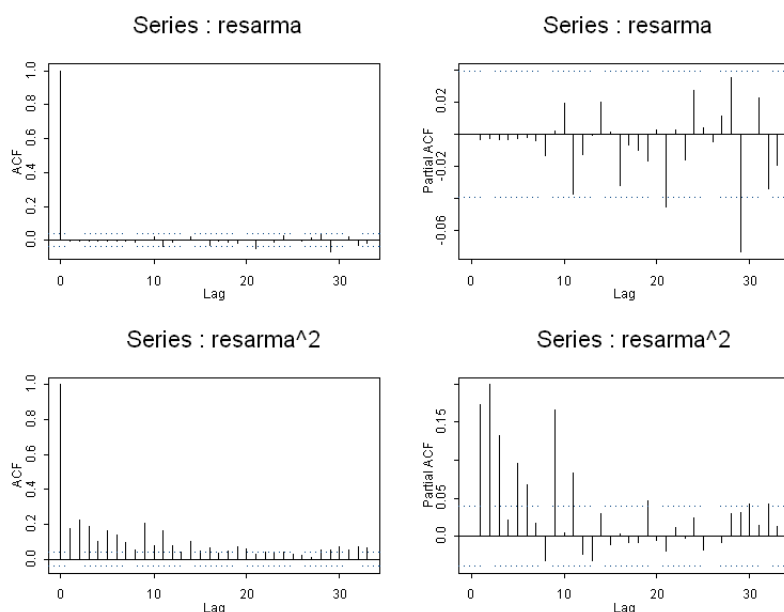 Series : resarma
ACF
1.0
0.8
0.6
0.4
0.2
0.0
0
10
20
30
Lag
Series : resarma
Partial ACF
0.02
-0.02
-0.06
0
10
20
30
Lag
Series : resarma^2
ACF
1.0
0.8
0.6
0.4
0.2
0.0
0
10
20
30
Lag
Series : resarma^2
Partial ACF
0.15
0.05
0.0
0
10
20
30
Lag